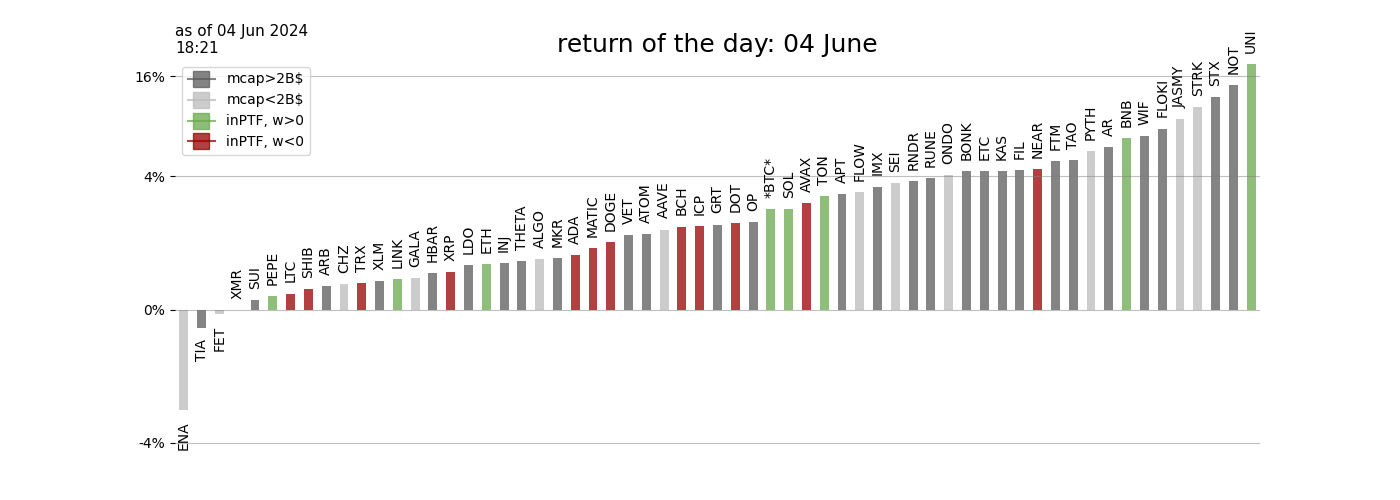 as of 04 Jun 2024
18:21
return of the day: 04 June
mcap>2B$
mcap<2B$
inPTF, w>0
inPTF, w<0
16%
4%
0%
-4%
ENA
TIA
FET
XMR
SUI
PEPE
LTC
SHIB
ARB
CHZ
TRX
XLM
LINK
GALA
HBAR
XRP
LDO
ETH
INJ
THETA
ALGO
MKR
ADA
MATIC
DOGE
VET
ATOM
AAVE
BCH
ICP
GRT
DOT
OP
*BTC*
SOL
AVAX
TON
APT
FLOW
IMX
SEI
RNDR
RUNE
ONDO
BONK
ETC
KAS
FIL
NEAR
FTM
TAO
PYTH
AR
BNB
WIF
FLOKI
JASMY
STRK
STX
NOT
UNI